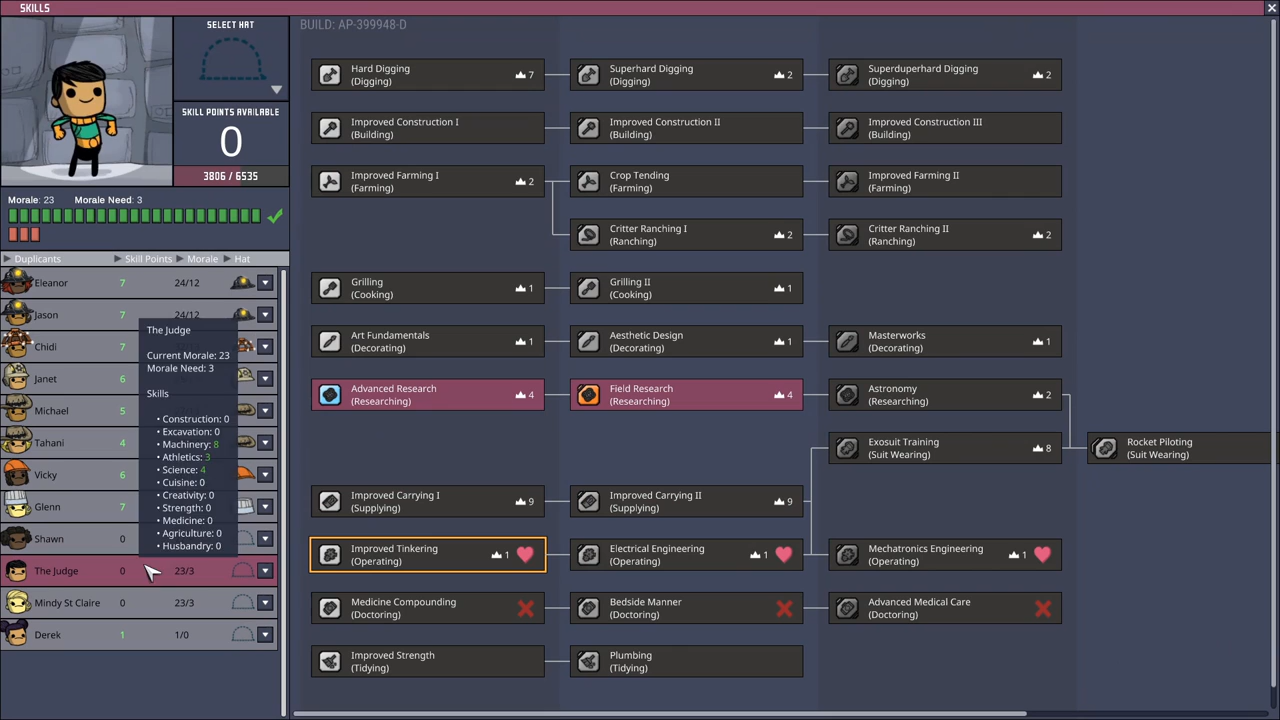 SKILLS
SELECT HAT
SKILL POINTS AVAILABLE
0
3806 / 6535
Morale: 23 Morale Need: 3
Duplicants Skill Points Morale Hat
Eleanor 7 24/12
Jason 7 24/12
Chidi 7
Janet 6
Michael 5
Tahani 4
Vicky 6
Glenn 7
Shawn 0
The Judge 0 23/3
Mindy St Claire 0 23/3
Derek 1 1/0
The Judge
Current Morale: 23
Morale Need: 3
Skills
• Construction: 0
• Excavation: 0
• Machinery: 8
• Athletics: 3
• Science: 4
• Cuisine: 0
• Creativity: 0
• Strength: 0
• Medicine: 0
• Agriculture: 0
• Husbandry: 0
BUILD: AP-399948-D
Hard Digging
(Digging) 7
Superhard Digging
(Digging) 2
Superduperhard Digging
(Digging) 2
Improved Construction I
(Building)
Improved Construction II
(Building)
Improved Construction III
(Building)
Improved Farming I
(Farming) 2
Crop Tending
(Farming)
Improved Farming II
(Farming)
Critter Ranching I
(Ranching) 2
Critter Ranching II
(Ranching) 2
Grilling
(Cooking) 1
Grilling II
(Cooking) 1
Art Fundamentals
(Decorating) 1
Aesthetic Design
(Decorating) 1
Masterworks
(Decorating) 1
Advanced Research
(Researching) 4
Field Research
(Researching) 4
Astronomy
(Researching) 2
Exosuit Training
(Suit Wearing) 8
Rocket Piloting
(Suit Wearing)
Improved Carrying I
(Supplying) 9
Improved Carrying II
(Supplying) 9
Improved Tinkering
(Operating) 1
Electrical Engineering
(Operating) 1
Mechatronics Engineering
(Operating) 1
Medicine Compounding
(Doctoring)
Bedside Manner
(Doctoring)
Advanced Medical Care
(Doctoring)
Improved Strength
(Tidying)
Plumbing
(Tidying)